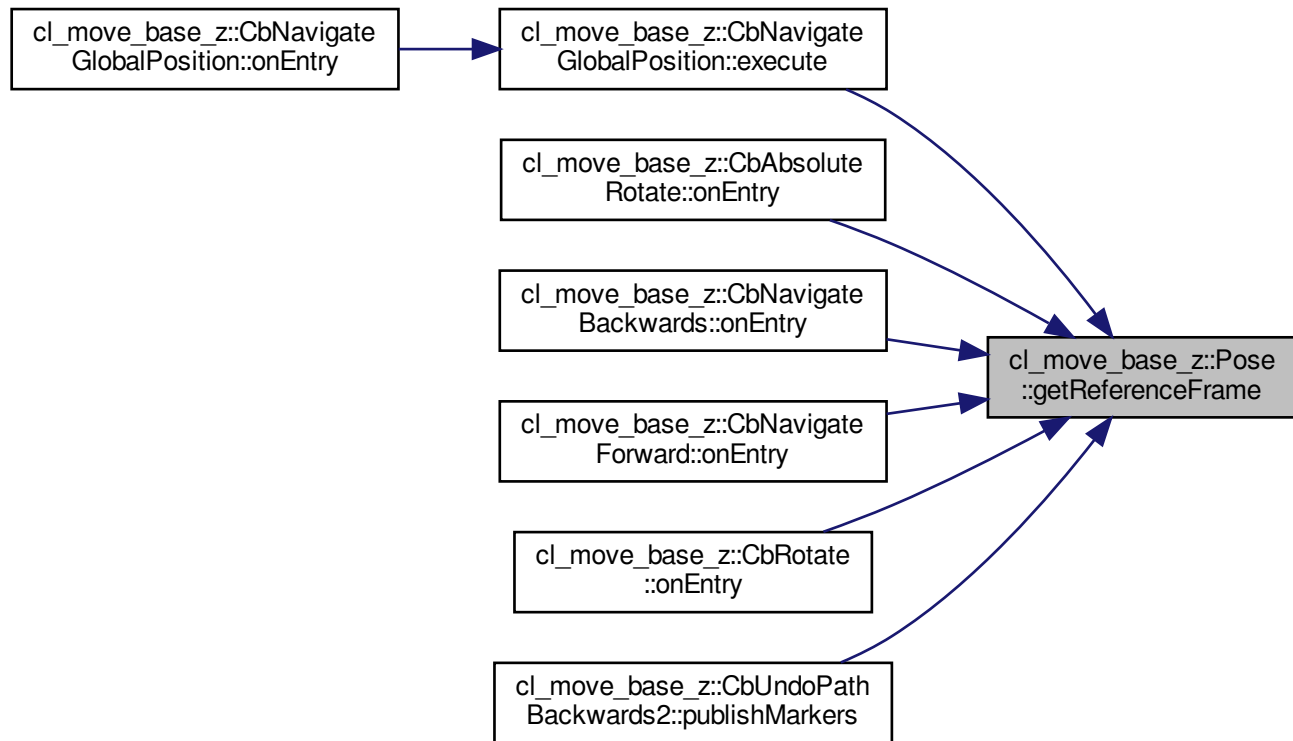 cl_move_base_z::CbNavigate
GlobalPosition::onEntry
cl_move_base_z::CbNavigate
GlobalPosition::execute
cl_move_base_z::CbAbsolute
Rotate::onEntry
cl_move_base_z::CbNavigate
Backwards::onEntry
cl_move_base_z::CbNavigate
Forward::onEntry
cl_move_base_z::CbRotate
::onEntry
cl_move_base_z::CbUndoPath
Backwards2::publishMarkers
cl_move_base_z::Pose
::getReferenceFrame